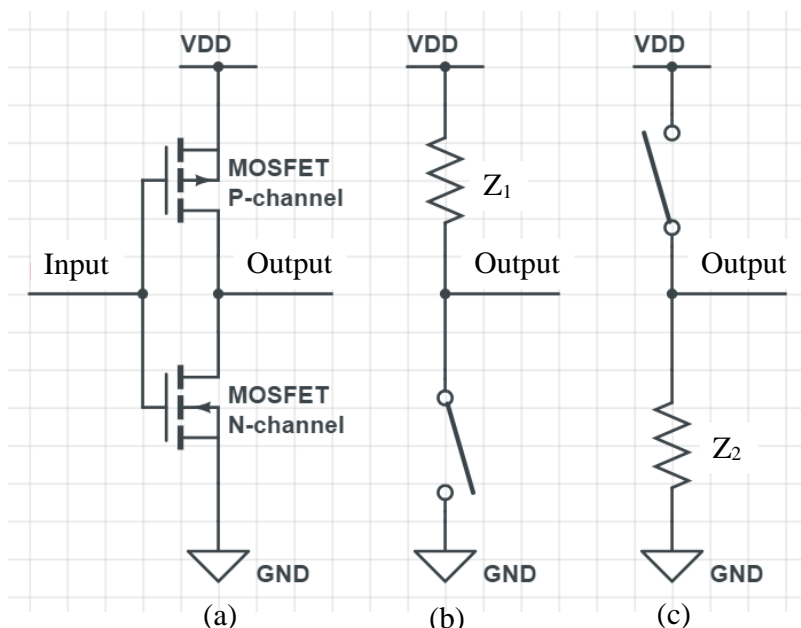 VDD
VDD
VDD
MOSFET
P-channel
Z₁
Input
Output
Output
Output
MOSFET
N-channel
Z₂
GND
GND
GND
(a)
(b)
(c)